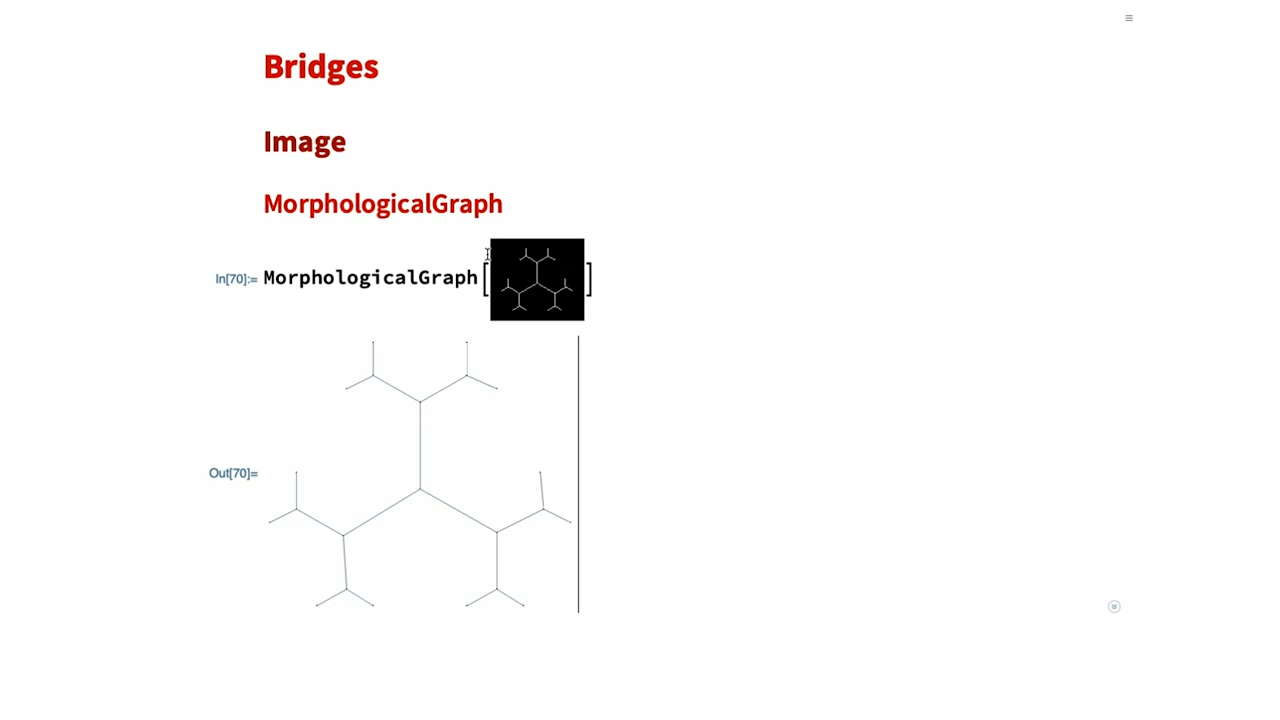 Bridges
Image
MorphologicalGraph
In[70]:= MorphologicalGraph[ ]
Out[70]=